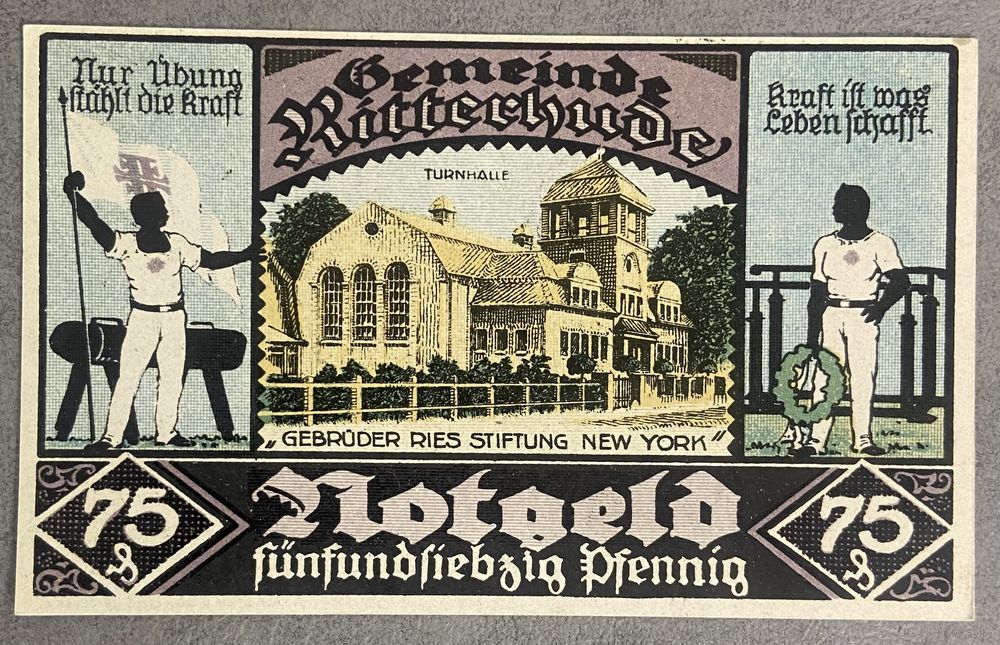 Nur Übung
stählt die Kraft
Gemeinde
Ritterhude
Kraft ist was
Leben schafft
TURNHALLE
„GEBRÜDER RIES STIFTUNG NEW YORK"
75
₰
Notgeld
fünfundsiebzig Pfennig
75
₰